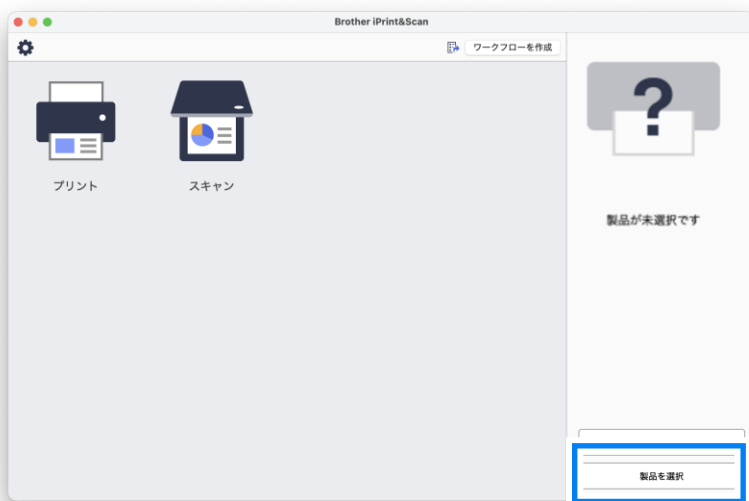 Brother iPrint&Scan
ワークフローを作成
プリント
スキャン
製品が未選択です
製品を選択